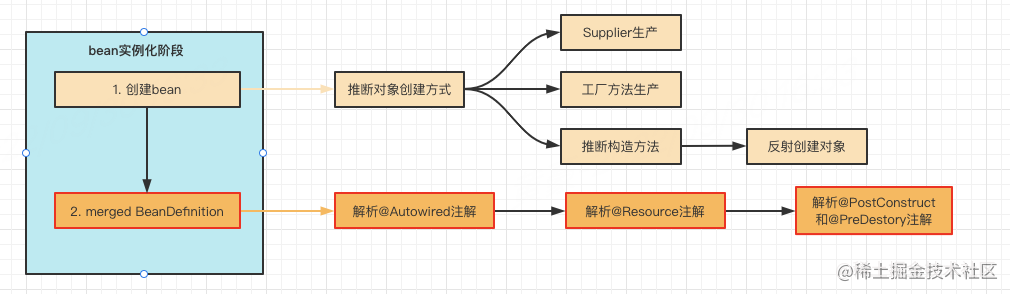 bean实例化阶段
1. 创建bean
推断对象创建方式
Supplier生产
工厂方法生产
推断构造方法
反射创建对象
2. merged BeanDefinition
解析@Autowired注解
解析@Resource注解
解析@PostConstruct
和@PreDestory注解
@稀土掘金技术社区